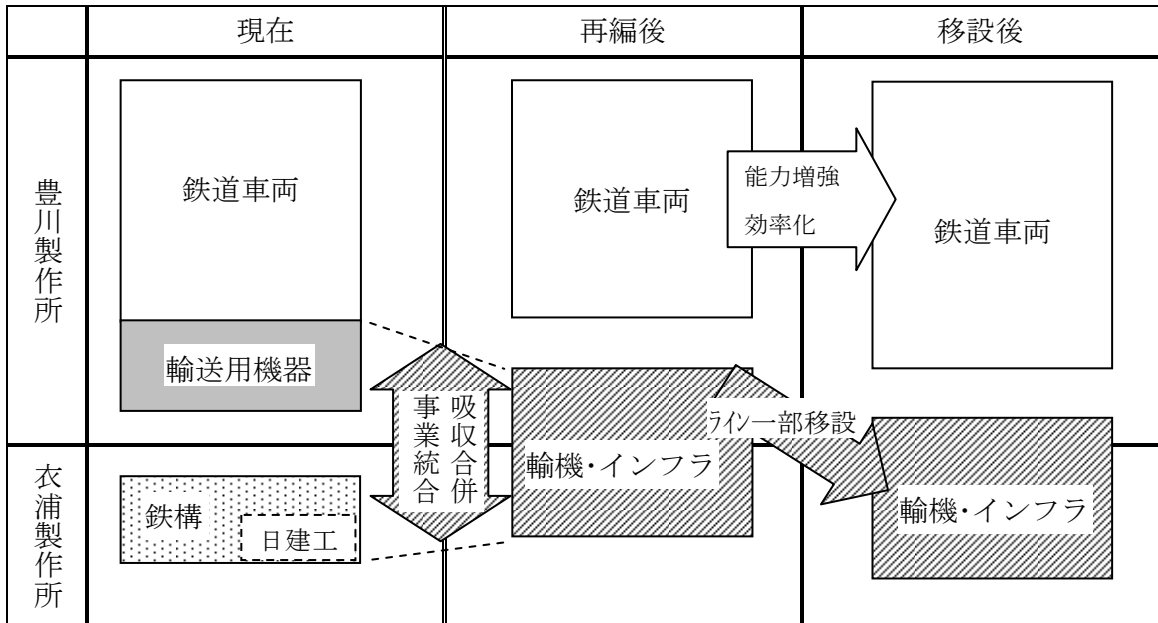 現在
再編後
移設後
豊川製作所
鉄道車両
輸送用機器
鉄道車両
能力増強
効率化
鉄道車両
吸収合併
事業統合
輸機・インフラ
ライン一部移設
衣浦製作所
鉄構
日建工
輸機・インフラ